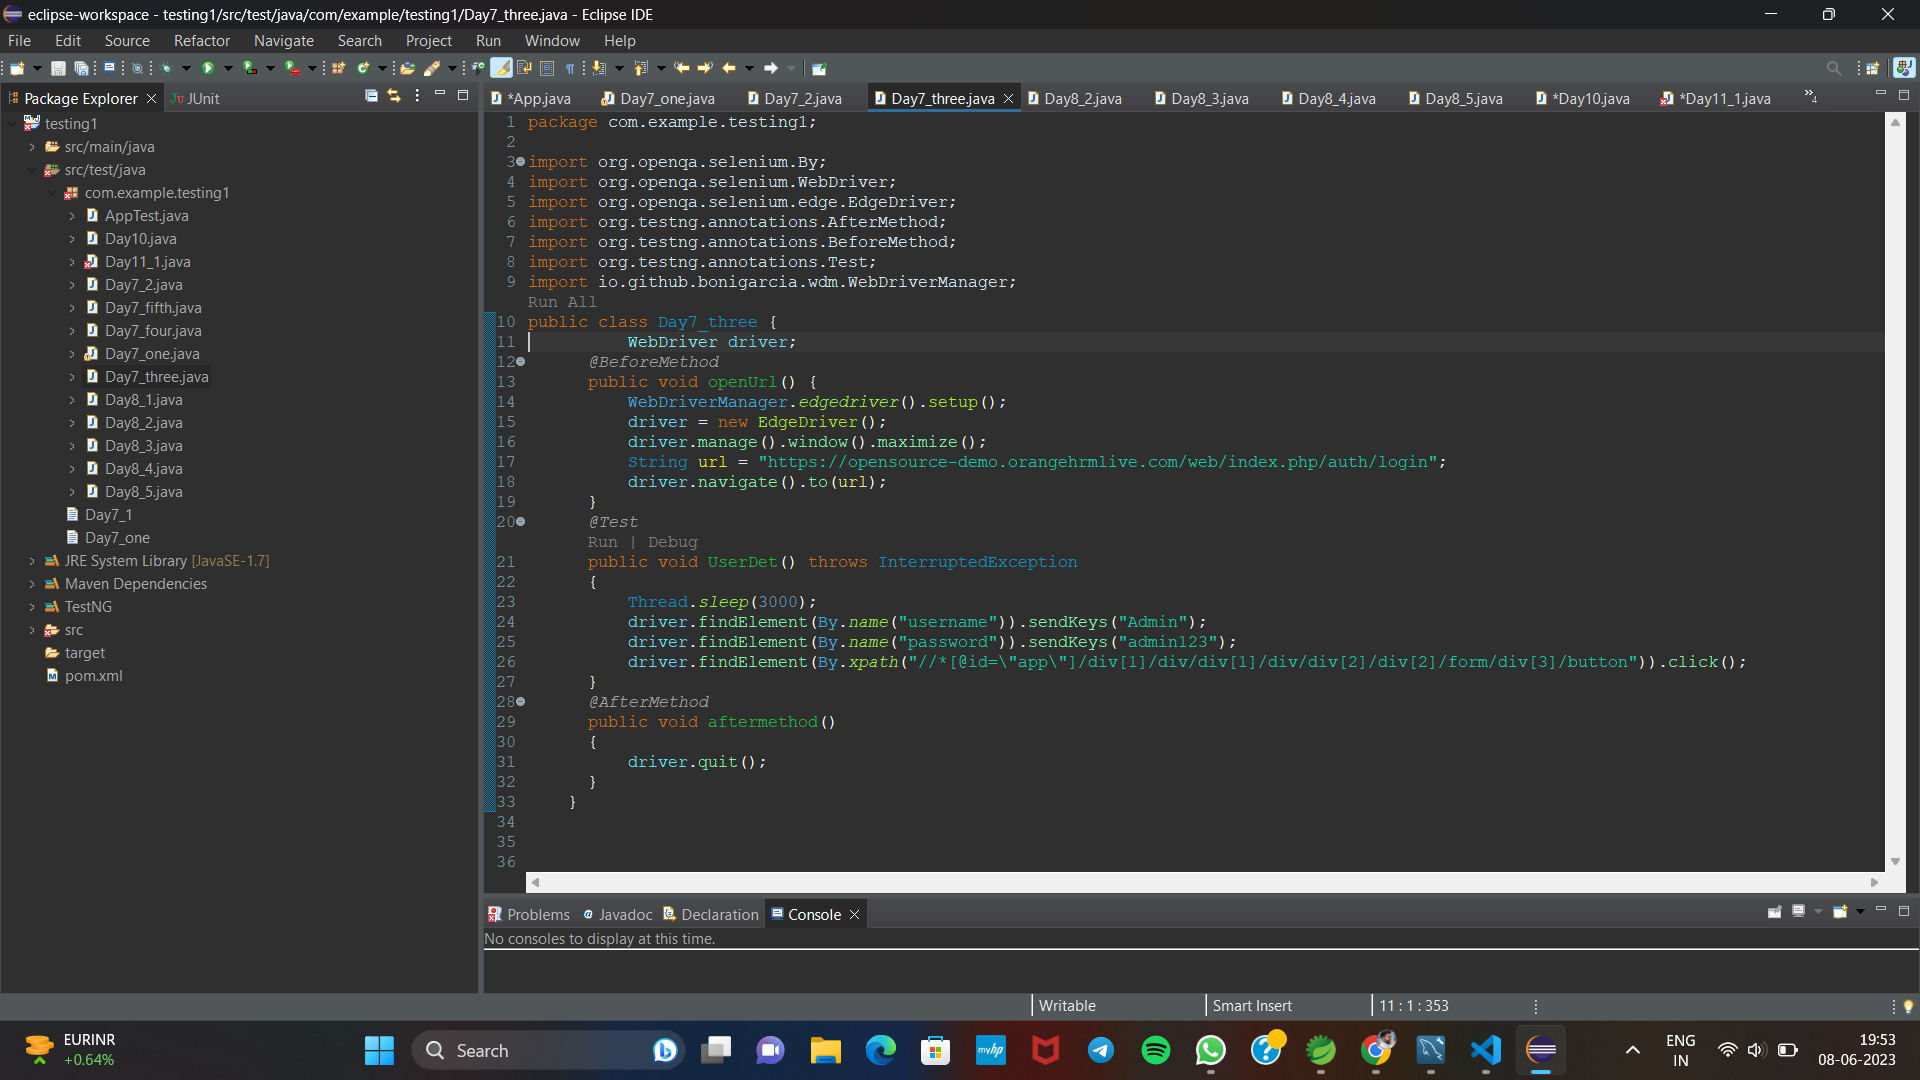 eclipse-workspace - testing1/src/test/java/com/example/testing1/Day7_three.java - Eclipse IDE
File Edit Source Refactor Navigate Search Project Run Window Help
Package Explorer JUnit
*App.java Day7_one.java Day7_2.java Day7_three.java Day8_2.java Day8_3.java Day8_4.java Day8_5.java *Day10.java *Day11_1.java »4
testing1
src/main/java
src/test/java
com.example.testing1
AppTest.java
Day10.java
Day11_1.java
Day7_2.java
Day7_fifth.java
Day7_four.java
Day7_one.java
Day7_three.java
Day8_1.java
Day8_2.java
Day8_3.java
Day8_4.java
Day8_5.java
Day7_1
Day7_one
JRE System Library [JavaSE-1.7]
Maven Dependencies
TestNG
src
target
pom.xml
1 package com.example.testing1;
2
3 import org.openqa.selenium.By;
4 import org.openqa.selenium.WebDriver;
5 import org.openqa.selenium.edge.EdgeDriver;
6 import org.testng.annotations.AfterMethod;
7 import org.testng.annotations.BeforeMethod;
8 import org.testng.annotations.Test;
9 import io.github.bonigarcia.wdm.WebDriverManager;
Run All
10 public class Day7_three {
11 WebDriver driver;
12 @BeforeMethod
13 public void openUrl() {
14 WebDriverManager.edgedriver().setup();
15 driver = new EdgeDriver();
16 driver.manage().window().maximize();
17 String url = "https://opensource-demo.orangehrmlive.com/web/index.php/auth/login";
18 driver.navigate().to(url);
19 }
20 @Test
Run | Debug
21 public void UserDet() throws InterruptedException
22 {
23 Thread.sleep(3000);
24 driver.findElement(By.name("username")).sendKeys("Admin");
25 driver.findElement(By.name("password")).sendKeys("admin123");
26 driver.findElement(By.xpath("//*[@id=\"app\"]/div[1]/div/div[1]/div/div[2]/div[2]/form/div[3]/button")).click();
27 }
28 @AfterMethod
29 public void aftermethod()
30 {
31 driver.quit();
32 }
33 }
34
35
36
Problems Javadoc Declaration Console
No consoles to display at this time.
Writable Smart Insert 11 : 1 : 353
EURINR
+0.64%
Search
myhp
ENG
IN
19:53
08-06-2023